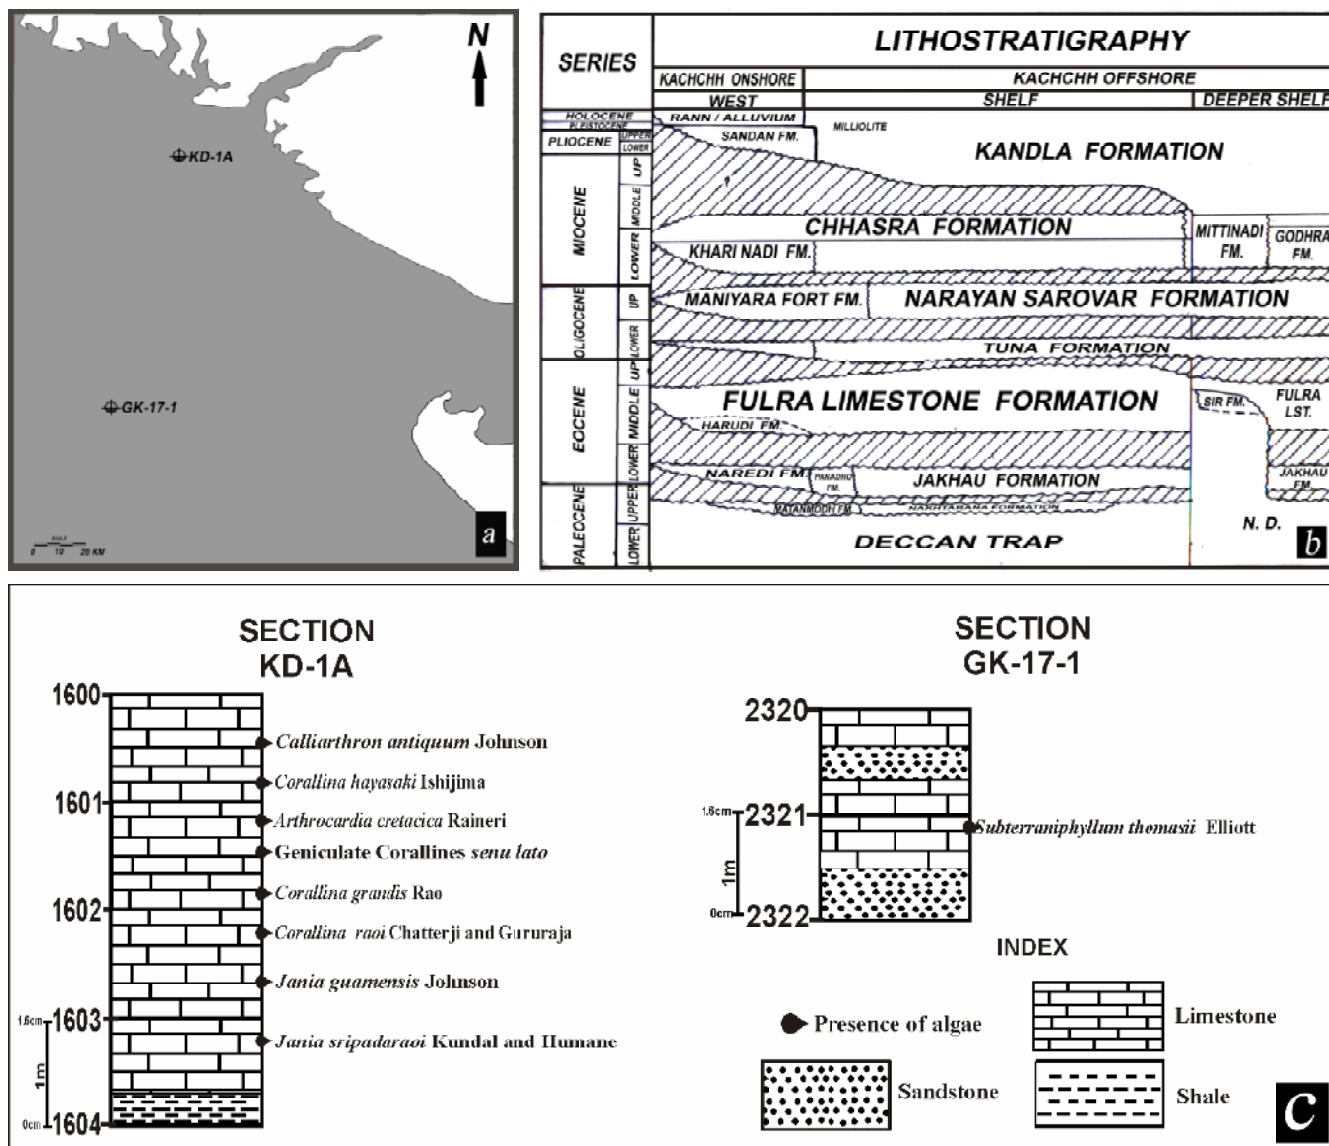 N
KD-1A
GK-17-1
SCALE
0 10 20 KM
a
SERIES
LITHOSTRATIGRAPHY
KACHCHH ONSHORE
KACHCHH OFFSHORE
WEST
SHELF
DEEPER SHELF
HOLOCENE
RANN / ALLUVIUM
PLEISTOCENE
MILLIOLITE
PLIOCENE
UPPER
LOWER
SANDAN FM.
KANDLA FORMATION
MIOCENE
UP
MIDDLE
LOWER
CHHASRA FORMATION
KHARI NADI FM.
MITTINADI
FM.
GODHRA
FM.
OLIGOCENE
UP
LOWER
MANIYARA FORT FM.
NARAYAN SAROVAR FORMATION
TUNA FORMATION
EOCENE
UP
MIDDLE
LOWER
FULRA LIMESTONE FORMATION
HARUDI FM.
SIR FM.
FULRA
LST.
NAREDI FM.
FM.
JAKHAU FORMATION
JAKHAU
FM.
PALEOCENE
UPPER
LOWER
MATANMODH FM.
NAKHTARANA FORMATION
DECCAN TRAP
N. D.
b
SECTION
KD-1A
1600
Calliarthron antiquum Johnson
Corallina hayasaki Ishijima
1601
Arthrocardia cretacica Raineri
Geniculate Corallines senu lato
Corallina grandis Rao
1602
Corallina raoi Chatterji and Gururaja
Jania guamensis Johnson
1603
1.6cm
1m
0cm
Jania sripadaraoi Kundal and Humane
1604
SECTION
GK-17-1
2320
2321
1.6cm
1m
0cm
Subterraniphyllum thomasii Elliott
2322
INDEX
Presence of algae
Limestone
Sandstone
Shale
c